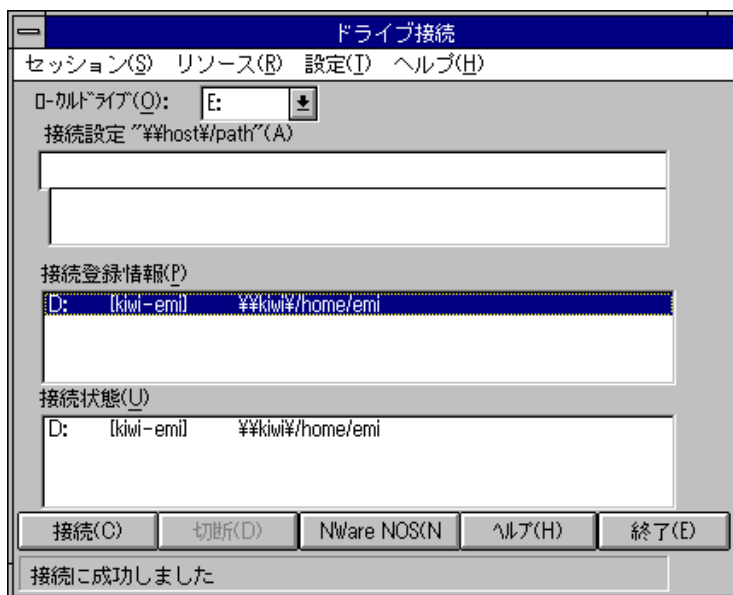 ドライブ接続
セッション(S) リソース(R) 設定(T) ヘルプ(H)
ﾛｰｶﾙﾄﾞﾗｲﾌﾞ(O): E:
接続設定 "¥¥host¥/path"(A)
接続登録情報(P)
D: [kiwi-emi] ¥¥kiwi¥/home/emi
接続状態(U)
D: [kiwi-emi] ¥¥kiwi¥/home/emi
接続(C) 切断(D) NWare NOS(N ﾍﾙﾌﾟ(H) 終了(E)
接続に成功しました